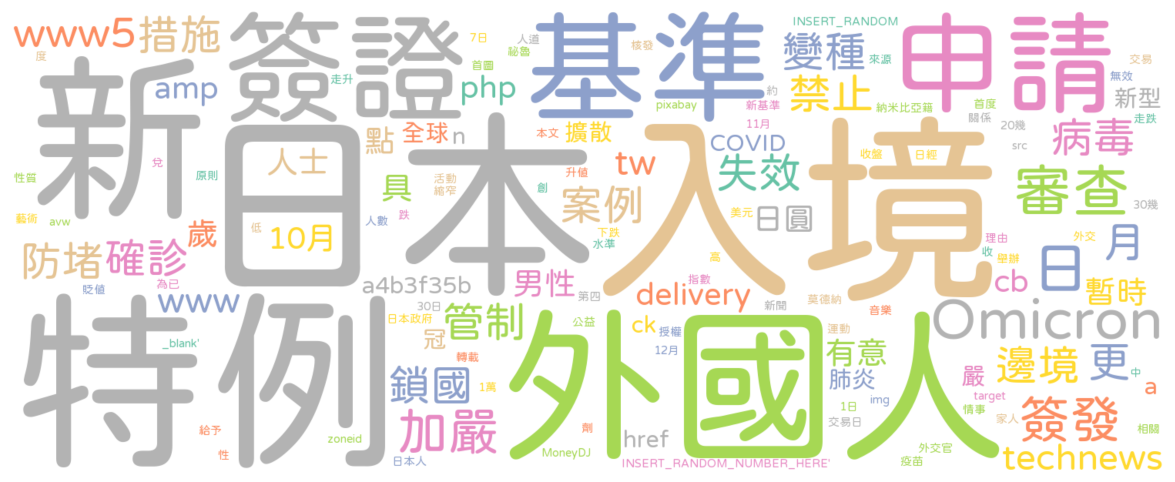 www5
措施
簽證
基準
INSERT_RANDOM
變種
來源
申請
7日
人道
祕魯
首圖
核發
交易
度
走升
amp
php
禁止
無效
新型
新
pixabay
約
新基準
納米比亞籍
首度
走跌
11月
關係
20幾
點
全球
n
本文
擴散
COVID
src
病毒
日本
入境
人士
tw
失效
收盤
日經
兌
性質
原則
具
活動
縮窄
創
升值
審查
藝術
avw
歲
低
10月
人數
跌
案例
美元
日圓
30幾
水準
下跌
高
理由
收
舉辦
外交
日
月
防堵
確診
為已
貶值
www
a4b3f35b
男性
第四
指數
delivery
新聞
莫德納
音樂
cb
暫時
特例
30日
日本政府
管制
公益
ck
授權
運動
Omicron
_blank'
冠
轉載
12月
外國人
有意
邊境
更
中
鎖國
1萬
肺炎
嚴
a
img
target
1日
交易日
情事
家人
簽發
相關
給予
加嚴
劑
href
性
zoneid
日本人
MoneyDJ
INSERT_RANDOM_NUMBER_HERE'
外交官
疫苗
technews